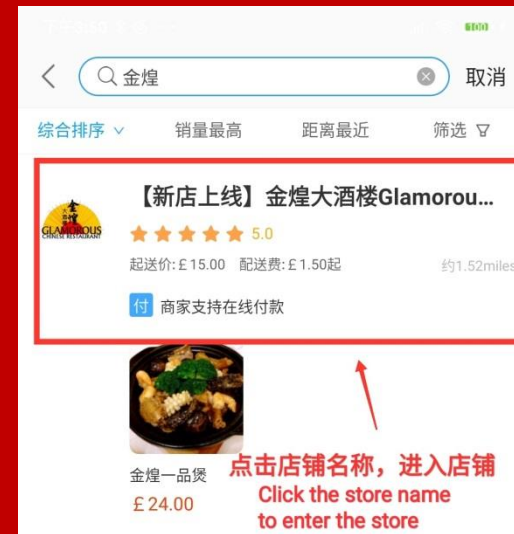 100
金煌
取消
综合排序 销量最高 距离最近 筛选
【新店上线】金煌大酒楼Glamorou...
金煌
GLAMOROUS
CHINESE RESTAURANT
5.0
起送价:£15.00 配送费:£1.50起 约1.52miles
付 商家支持在线付款
金煌一品煲
£24.00
点击店铺名称，进入店铺
Click the store name
to enter the store